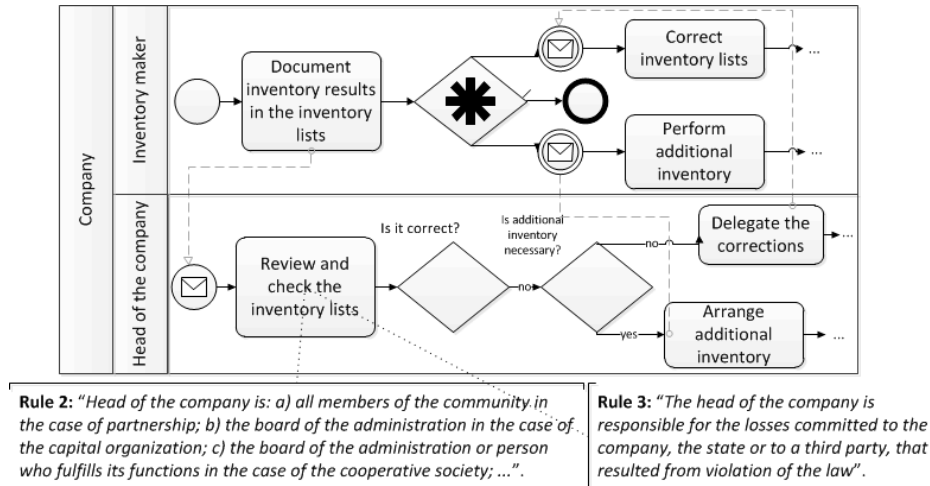 Company
Inventory maker
Document
inventory results
in the inventory
lists
Correct
inventory lists
...
Perform
additional
inventory
...
Head of the company
Review and
check the
inventory lists
Is it correct?
no
Is additional
inventory
necessary?
no
Delegate the
corrections
...
yes
Arrange
additional
inventory
...
Rule 2: “Head of the company is: a) all members of the community in
the case of partnership; b) the board of the administration in the case of
the capital organization; c) the board of the administration or person
who fulfills its functions in the case of the cooperative society; ...”.
Rule 3: “The head of the company is
responsible for the losses committed to the
company, the state or to a third party, that
resulted from violation of the law”.